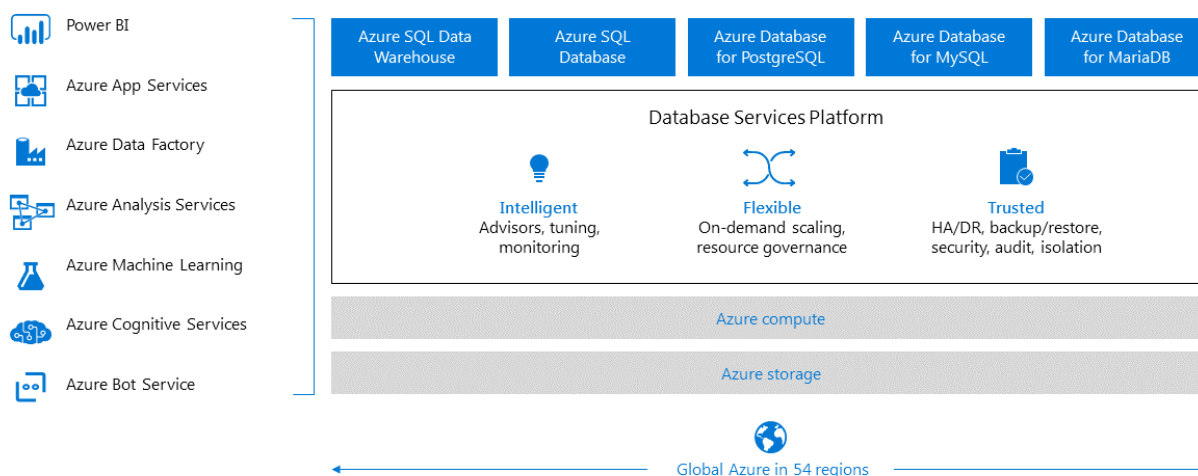 Power BI
Azure App Services
Azure Data Factory
Azure Analysis Services
Azure Machine Learning
Azure Cognitive Services
Azure Bot Service
Azure SQL Data
Warehouse
Azure SQL
Database
Azure Database
for PostgreSQL
Azure Database
for MySQL
Azure Database
for MariaDB
Database Services Platform
Intelligent
Advisors, tuning,
monitoring
Flexible
On-demand scaling,
resource governance
Trusted
HA/DR, backup/restore,
security, audit, isolation
Azure compute
Azure storage
Global Azure in 54 regions